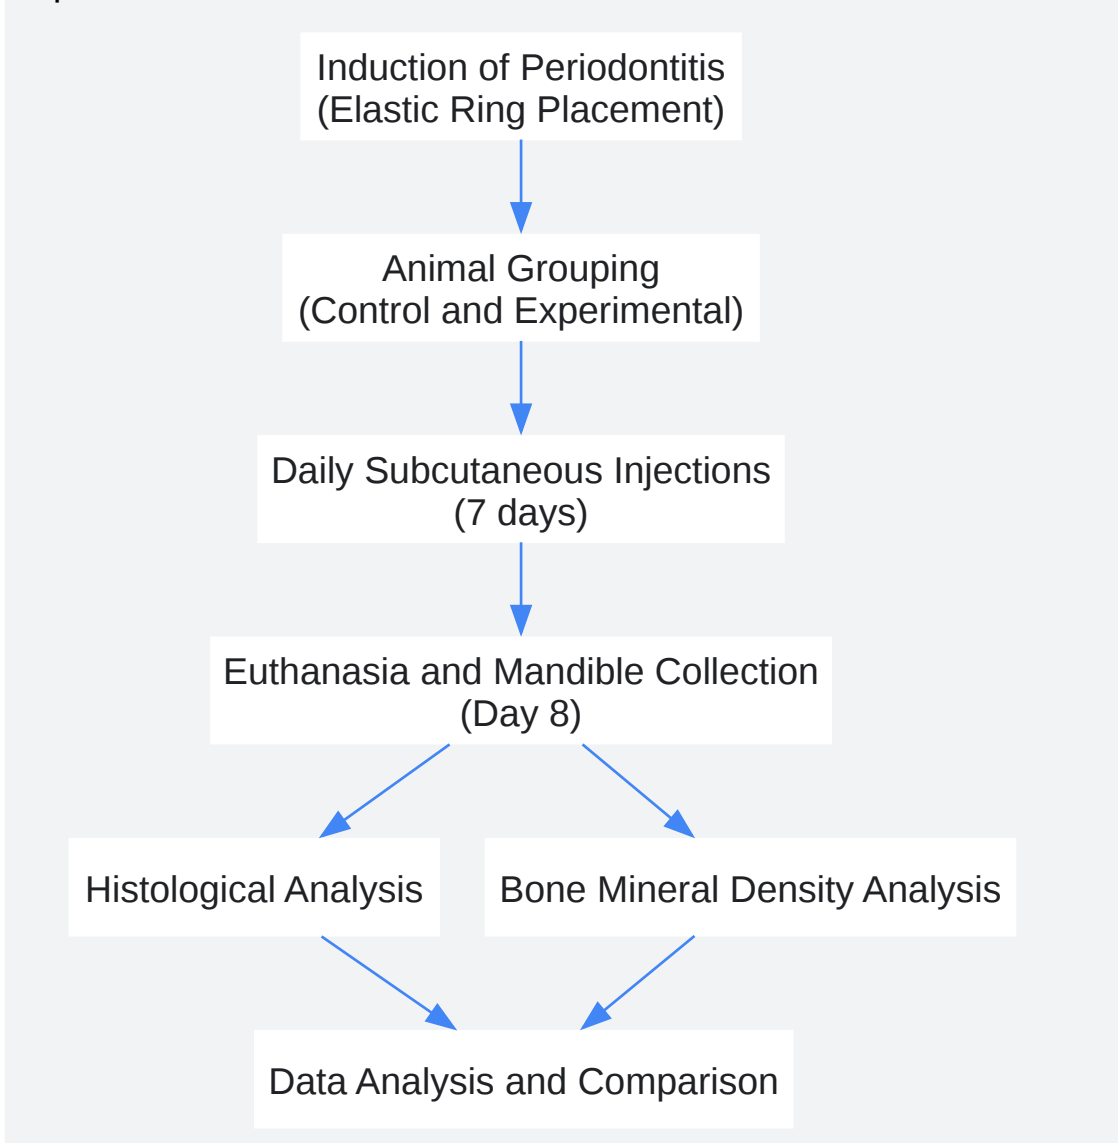 Induction of Periodontitis
(Elastic Ring Placement)
Animal Grouping
(Control and Experimental)
Daily Subcutaneous Injections
(7 days)
Euthanasia and Mandible Collection
(Day 8)
Histological Analysis
Bone Mineral Density Analysis
Data Analysis and Comparison